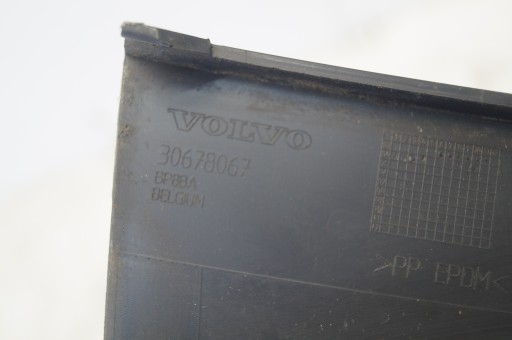 VOLVO
30678067
BELGIUM
>PP EPDM<